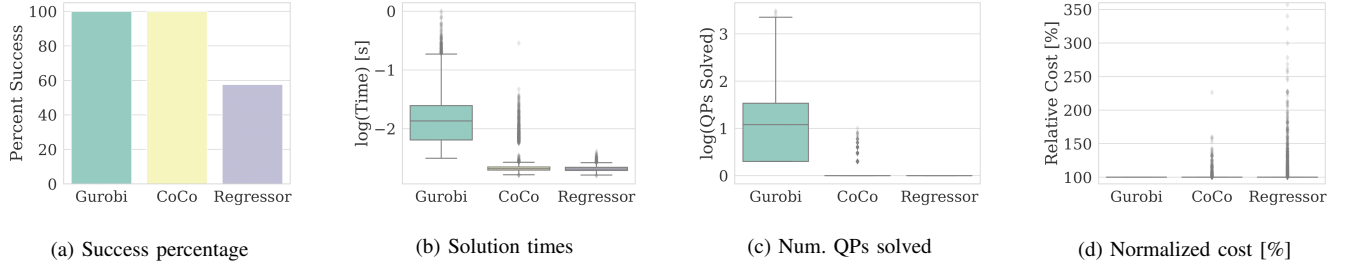 Percent Success
100
80
60
40
20
0
Gurobi CoCo Regressor
(a) Success percentage
log(Time) [s]
0
−1
−2
Gurobi CoCo Regressor
(b) Solution times
log(QPs Solved)
3
2
1
0
Gurobi CoCo Regressor
(c) Num. QPs solved
Relative Cost [%]
350
300
250
200
150
100
Gurobi CoCo Regressor
(d) Normalized cost [%]